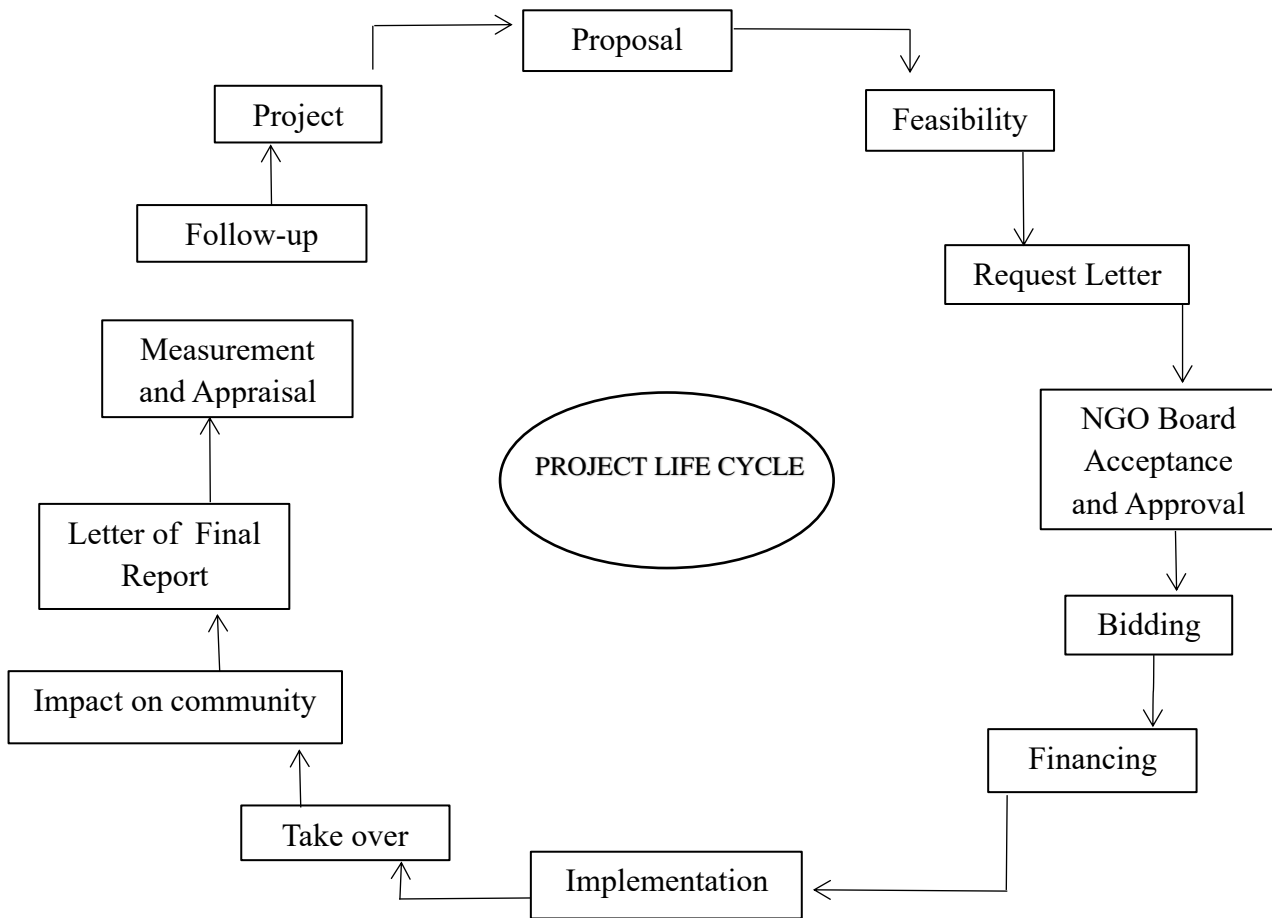 Proposal
Project
Feasibility
Follow-up
Request Letter
Measurement
and Appraisal
NGO Board
Acceptance
and Approval
PROJECT LIFE CYCLE
Letter of Final
Report
Bidding
Impact on community
Financing
Take over
Implementation